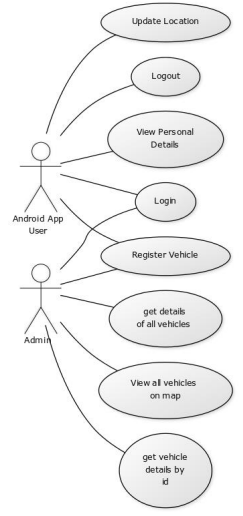 Update Location
Logout
View Personal
Details
Android App
User
Login
Register Vehicle
Admin
get details
of all vehicles
View all vehicles
on map
get vehicle
details by
id